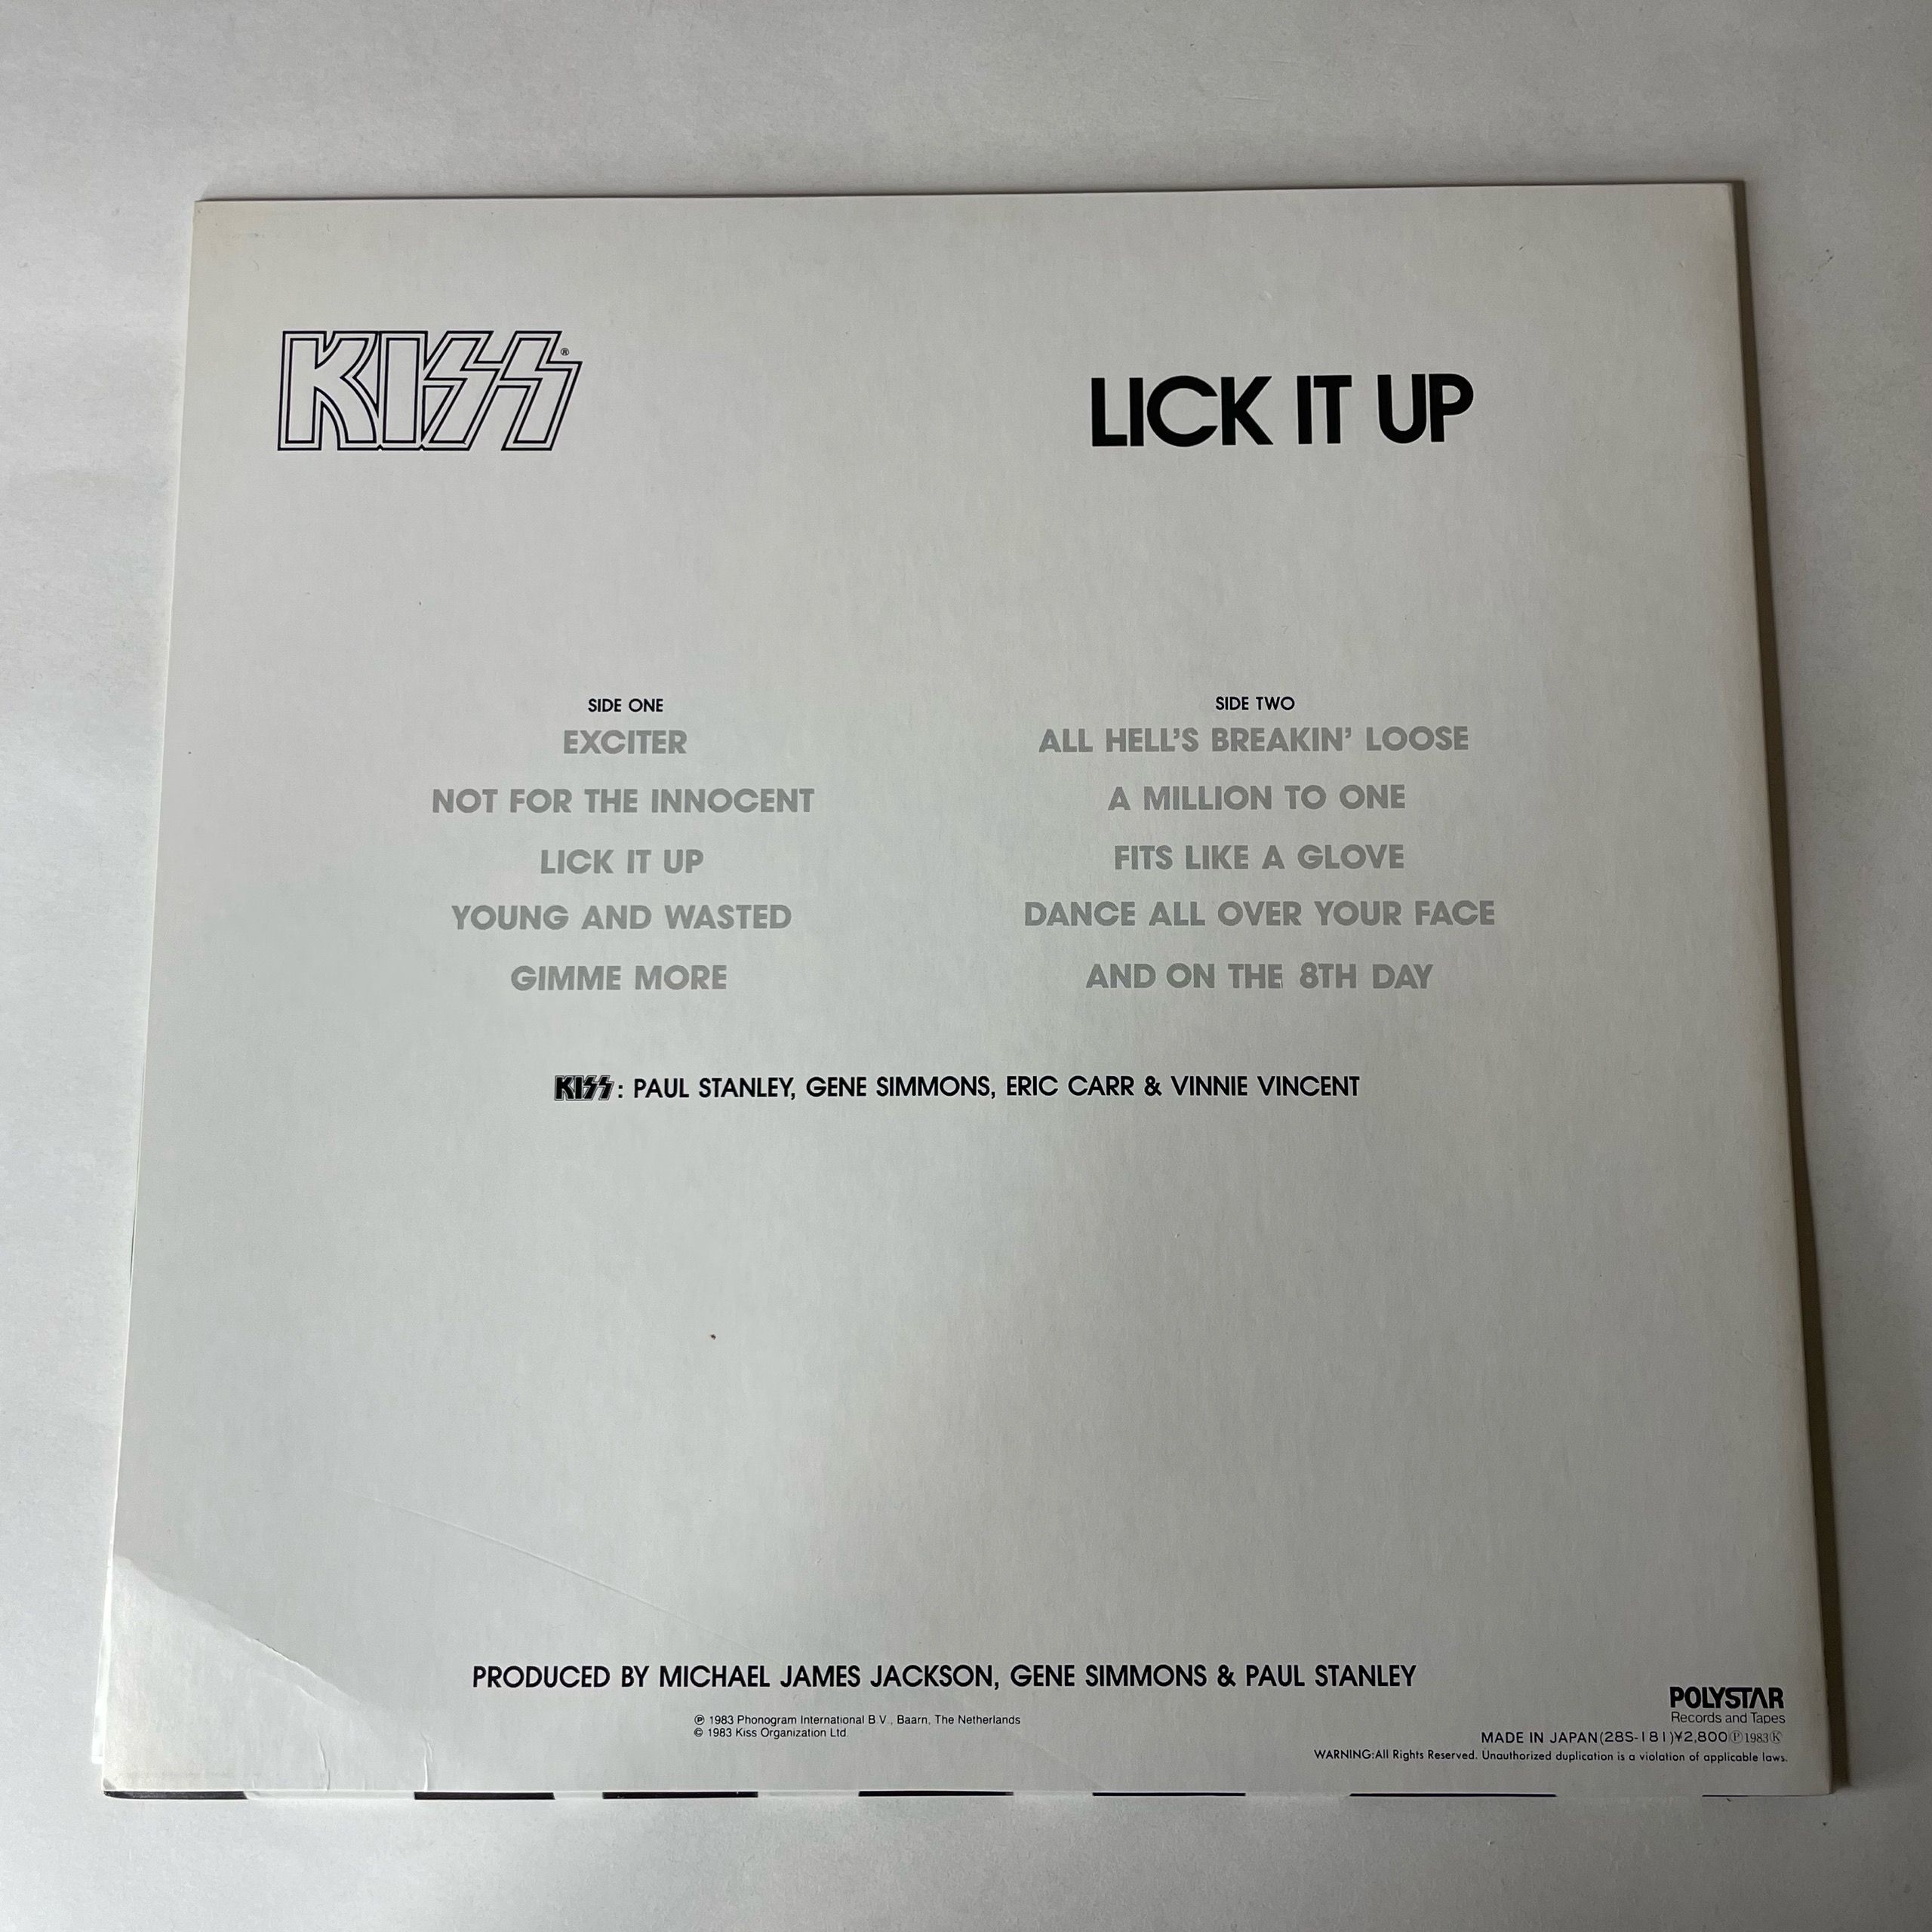 KISS®
LICK IT UP
SIDE ONE
EXCITER
NOT FOR THE INNOCENT
LICK IT UP
YOUNG AND WASTED
GIMME MORE
SIDE TWO
ALL HELL'S BREAKIN' LOOSE
A MILLION TO ONE
FITS LIKE A GLOVE
DANCE ALL OVER YOUR FACE
AND ON THE 8TH DAY
KISS: PAUL STANLEY, GENE SIMMONS, ERIC CARR & VINNIE VINCENT
PRODUCED BY MICHAEL JAMES JACKSON, GENE SIMMONS & PAUL STANLEY
℗ 1983 Phonogram International B.V., Baarn, The Netherlands
© 1983 Kiss Organization Ltd.
POLYSTAR
Records and Tapes
MADE IN JAPAN(28S-181)¥2,800Ⓟ1983Ⓚ
WARNING:All Rights Reserved. Unauthorized duplication is a violation of applicable laws.